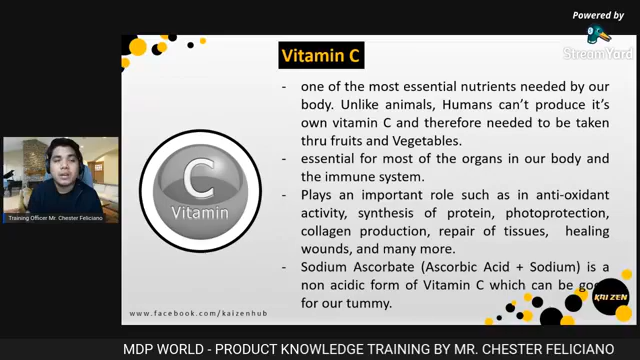 Powered by
StreamYard
Vitamin C
- one of the most essential nutrients needed by our
body. Unlike animals, Humans can't produce it's
own vitamin C and therefore needed to be taken
thru fruits and Vegetables.
- essential for most of the organs in our body and
the immune system.
- Plays an important role such as in anti-oxidant
activity, synthesis of protein, photoprotection,
collagen production, repair of tissues, healing
wounds, and many more.
- Sodium Ascorbate (Ascorbic Acid + Sodium) is a
non acidic form of Vitamin C which can be
for our tummy.
C
Vitamin
Training Officer Mr. Chester Feliciano
www.facebook.com/kaizenhub
KAIZEN
MDP WORLD - PRODUCT KNOWLEDGE TRAINING BY MR. CHESTER FELICIANO